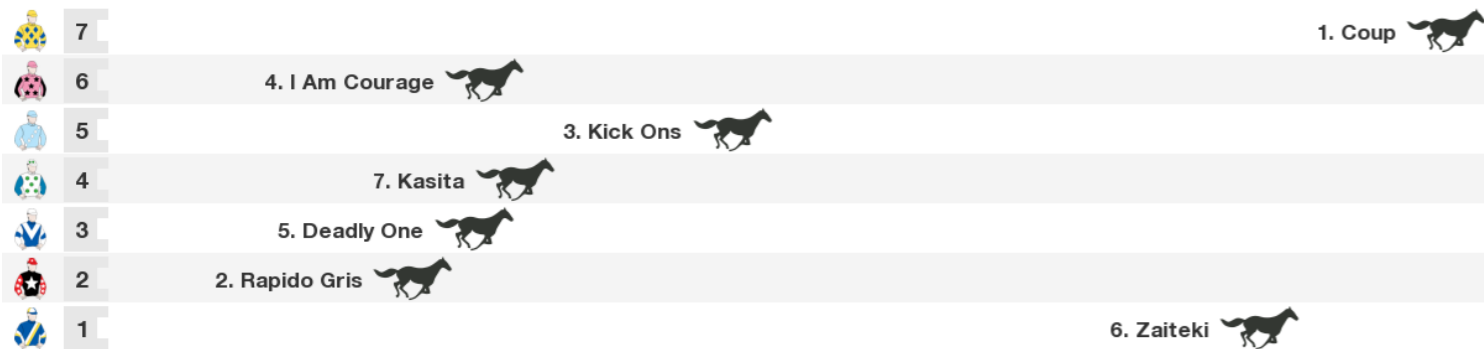 7 1. Coup
6 4. I Am Courage
5 3. Kick Ons
4 7. Kasita
3 5. Deadly One
2 2. Rapido Gris
1 6. Zaiteki